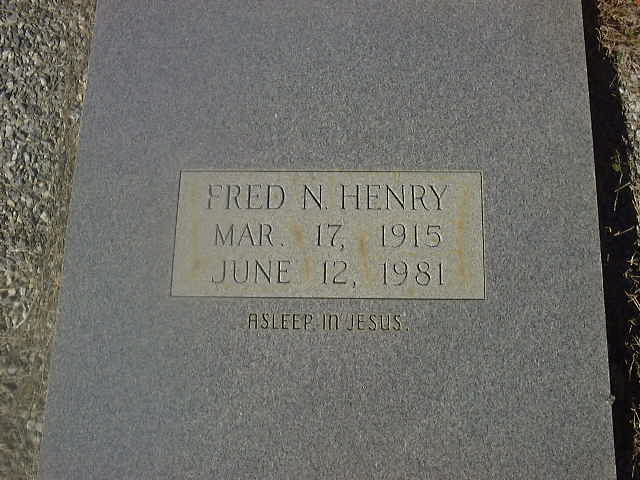 FRED N. HENRY
MAR. 17, 1915
JUNE 12, 1981
ASLEEP IN JESUS.